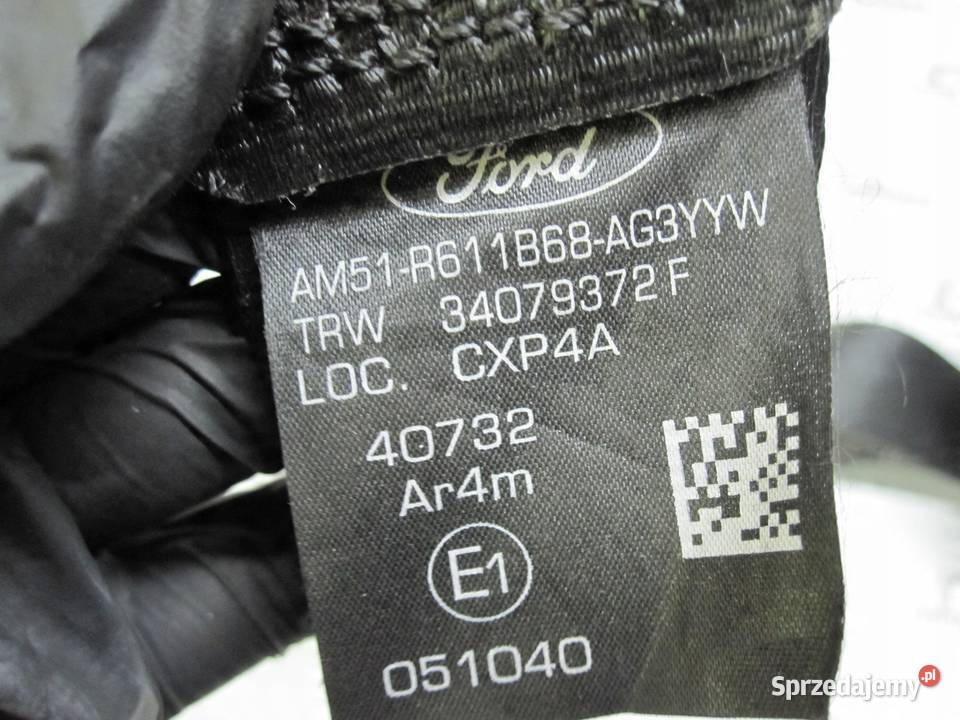 Ford
AM51-R611B68-AG3YYW
TRW 34079372 F
LOC. CXP4A
40732
Ar4m
E1
051040
Sprzedajemy.pl